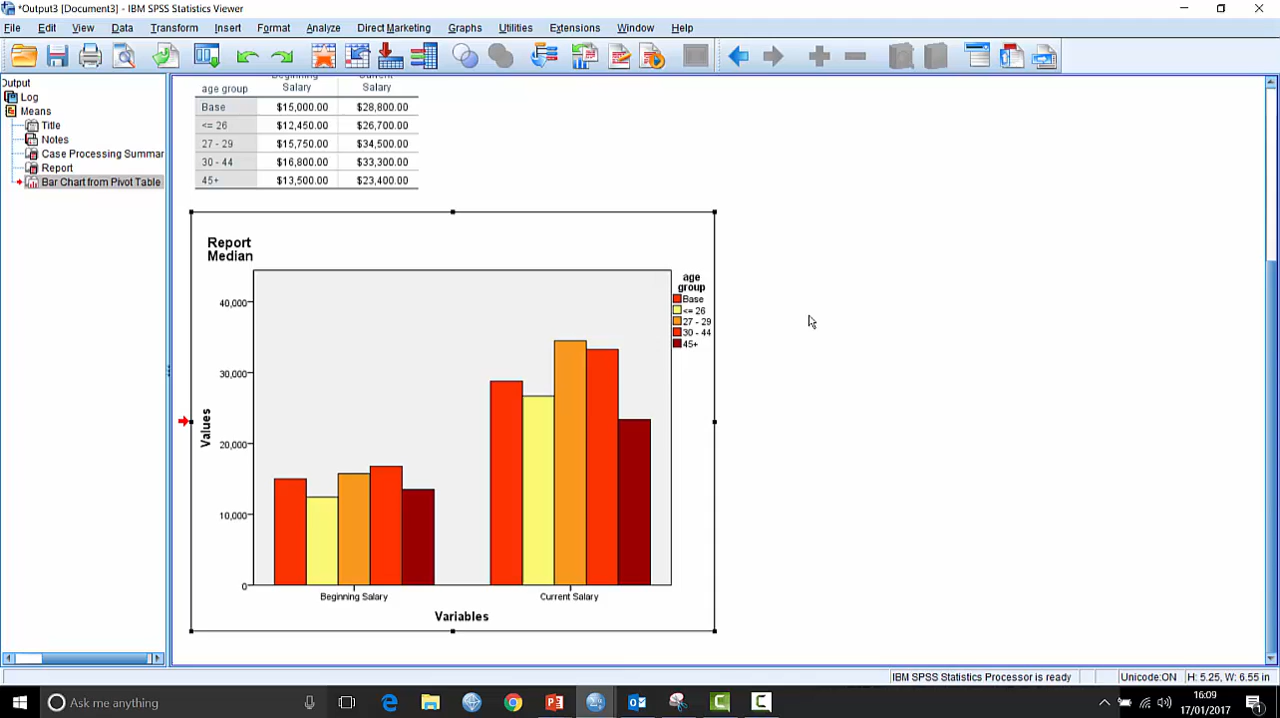 *Output3 [Document3] - IBM SPSS Statistics Viewer
File Edit View Data Transform Insert Format Analyze Direct Marketing Graphs Utilities Extensions Window Help
Output
Log
Means
Title
Notes
Case Processing Summar
Report
Bar Chart from Pivot Table
Beginning Current
age group Salary Salary
Base $15,000.00 $28,800.00
<= 26 $12,450.00 $26,700.00
27 - 29 $15,750.00 $34,500.00
30 - 44 $16,800.00 $33,300.00
45+ $13,500.00 $23,400.00
Report
Median
age
group
Base
<= 26
27 - 29
30 - 44
45+
40,000
30,000
20,000
10,000
0
Values
Beginning Salary Current Salary
Variables
IBM SPSS Statistics Processor is ready Unicode:ON H: 5.25, W: 6.55 in
Ask me anything
16:09
17/01/2017